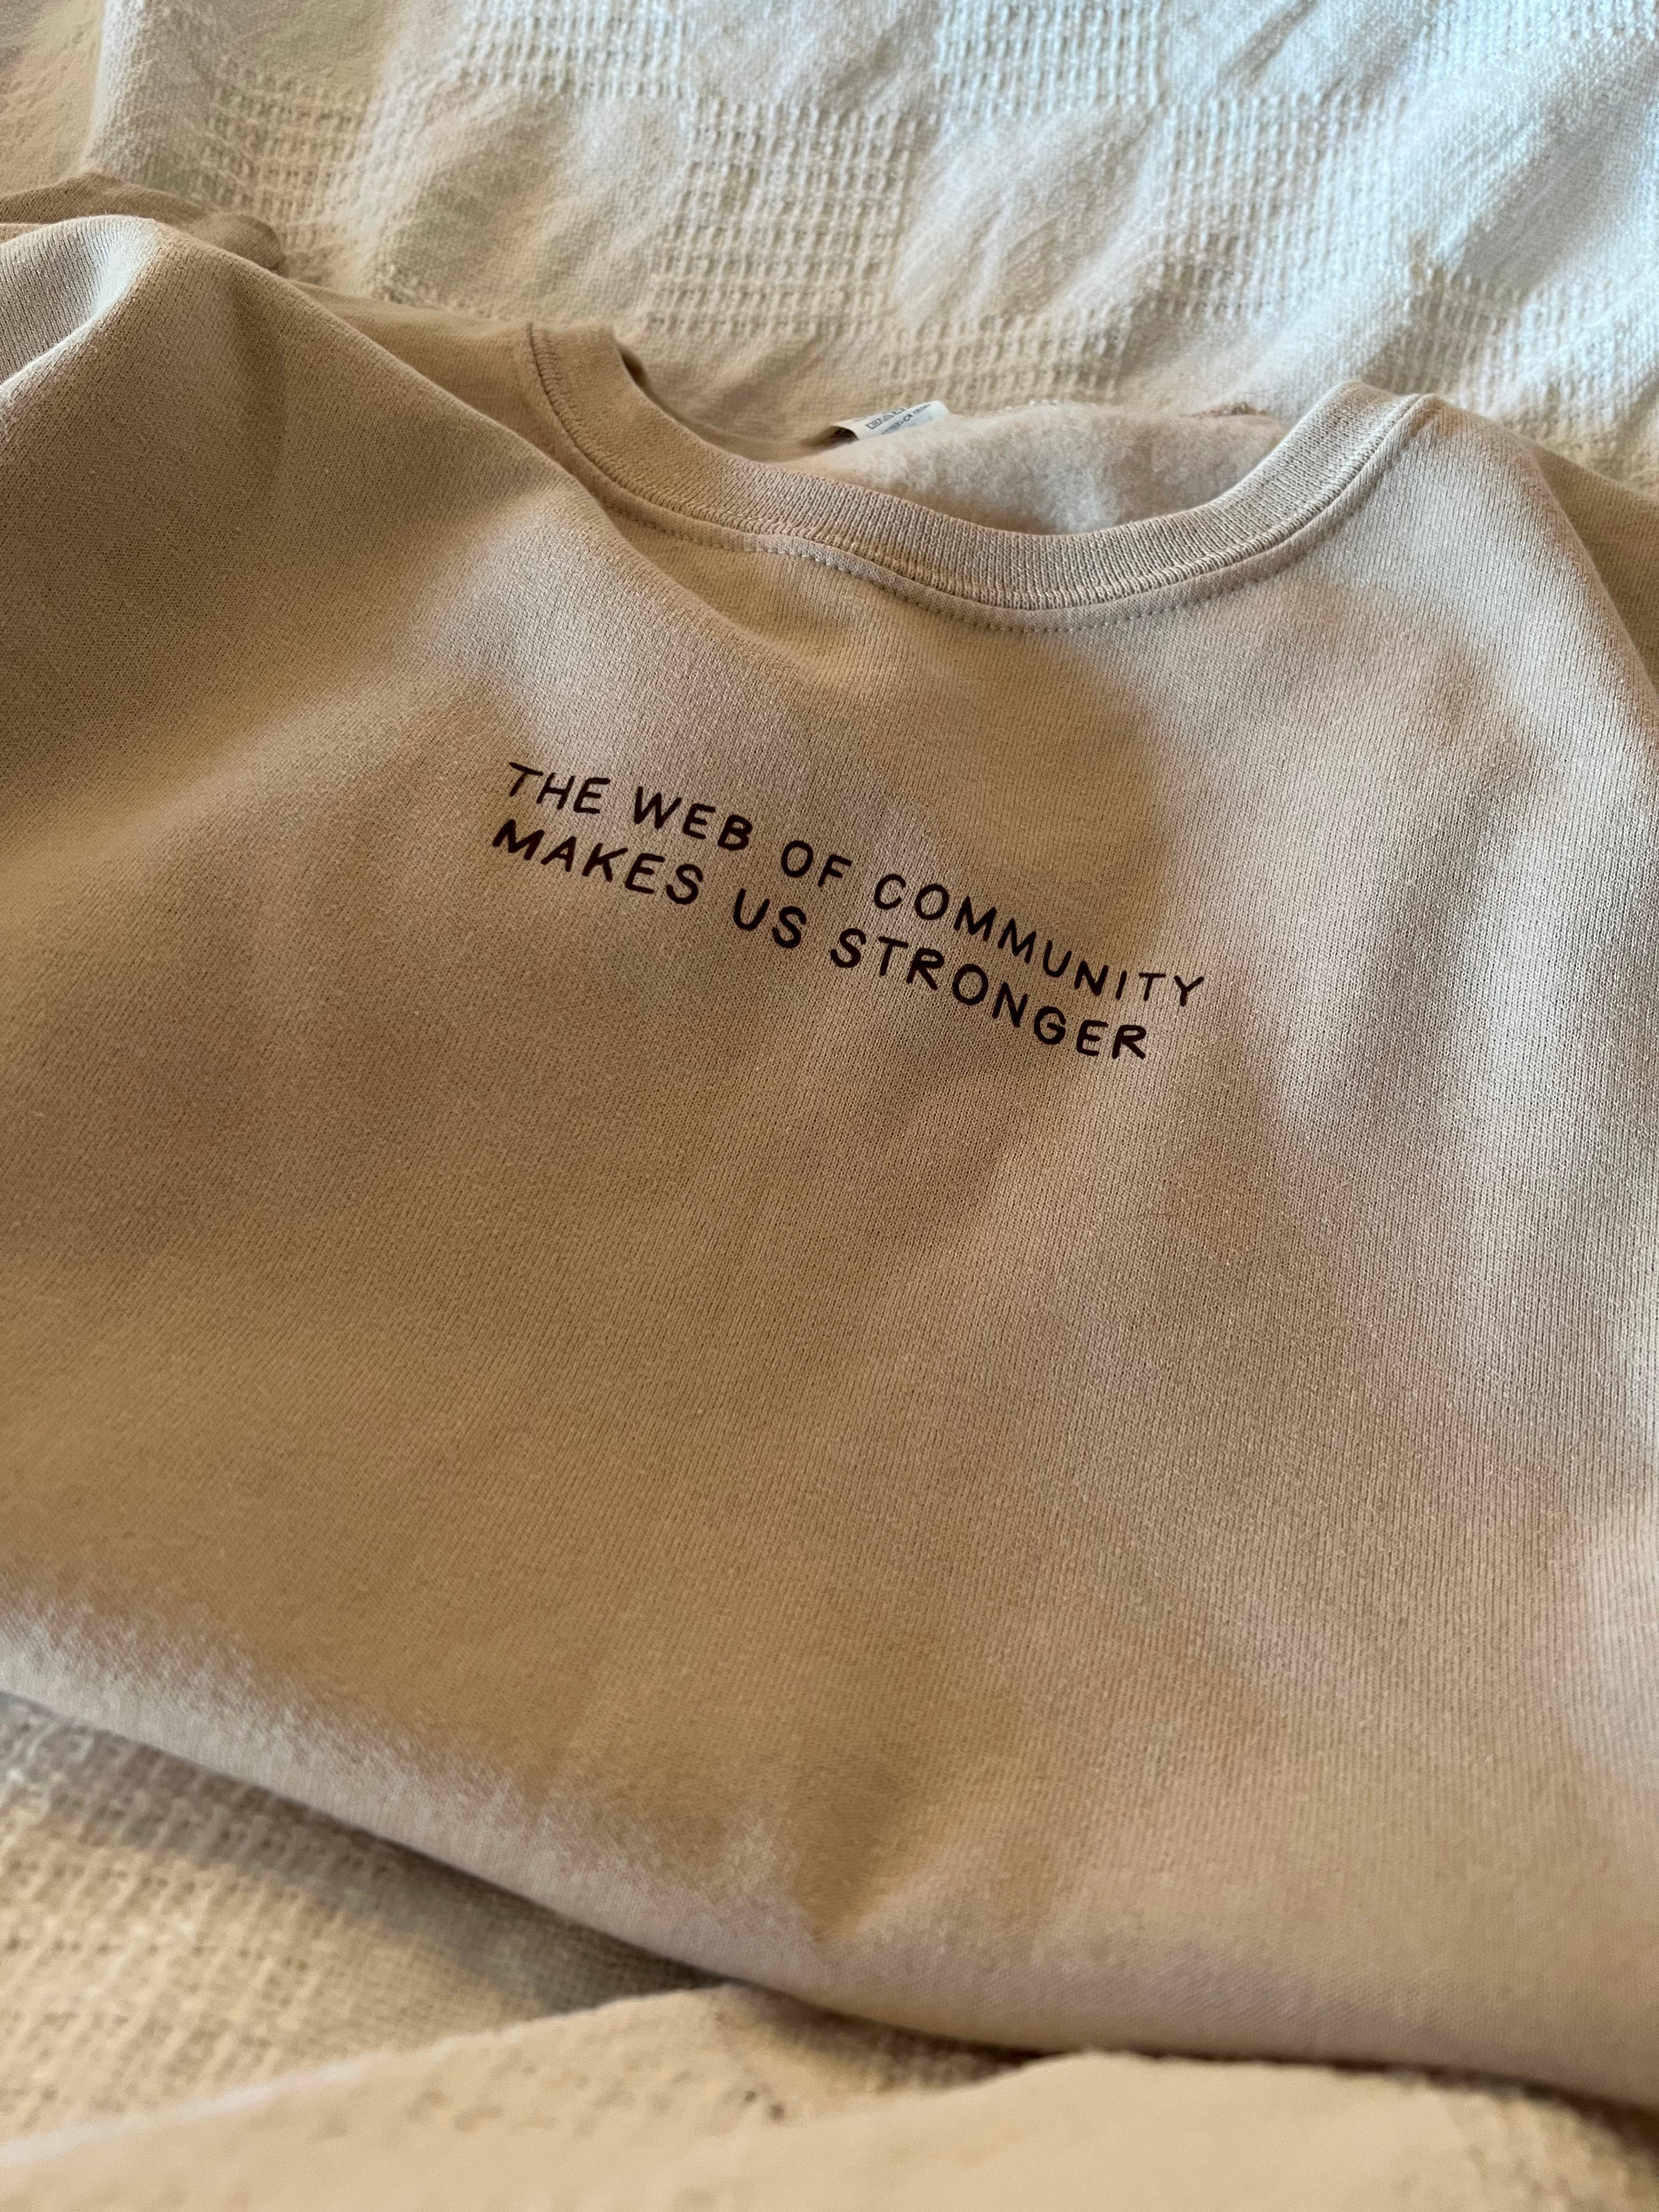 THE WEB OF COMMUNITY
MAKES US STRONGER